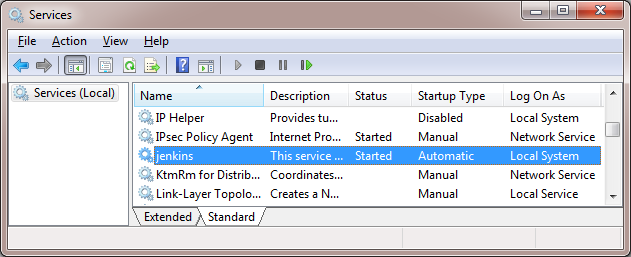 Services
File Action View Help
Services (Local)
Name Description Status Startup Type Log On As
IP Helper Provides tu... Disabled Local System
IPsec Policy Agent Internet Pro... Started Manual Network Service
jenkins This service ... Started Automatic Local System
KtmRm for Distrib... Coordinates... Manual Network Service
Link-Layer Topolo... Creates a N... Manual Local Service
Extended Standard